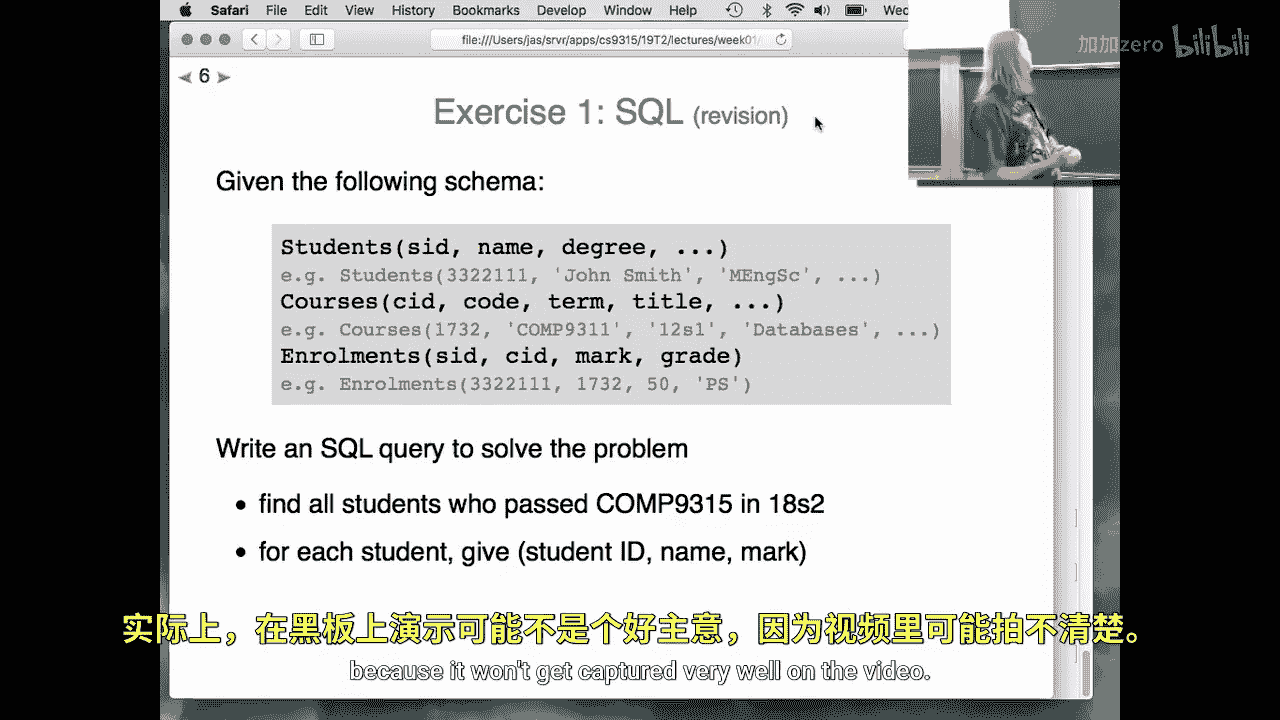 Safari File Edit View History Bookmarks Develop Window Help Wed
file:///Users/jas/srvr/apps/cs9315/19T2/lectures/week01/
加加zero bilibili
6
Exercise 1: SQL (revision)
Given the following schema:
Students(sid, name, degree, ...)
e.g. Students(3322111, 'John Smith', 'MEngSc', ...)
Courses(cid, code, term, title, ...)
e.g. Courses(1732, 'COMP9311', '12s1', 'Databases', ...)
Enrolments(sid, cid, mark, grade)
e.g. Enrolments(3322111, 1732, 50, 'PS')
Write an SQL query to solve the problem
• find all students who passed COMP9315 in 18s2
• for each student, give (student ID, name, mark)
实际上，在黑板上演示可能不是个好主意，因为视频里可能拍不清楚。
because it won't get captured very well on the video.